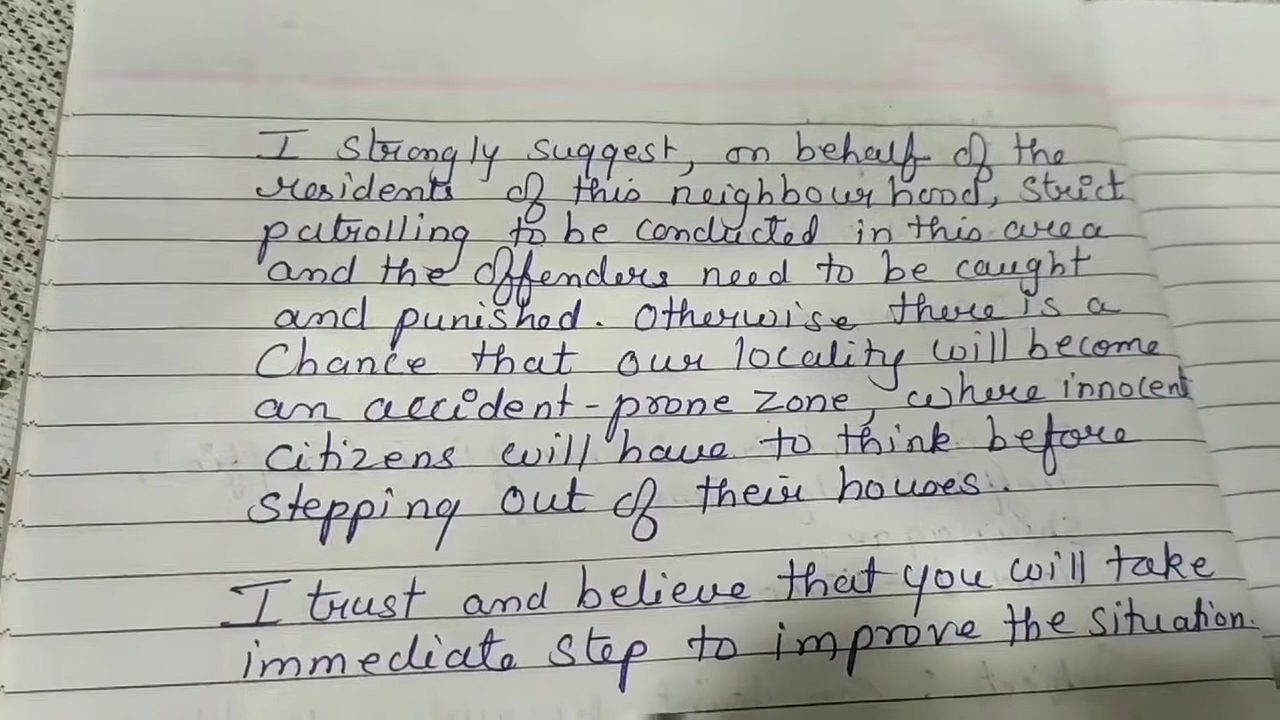 I strongly suggest, on behalf of the
residents of this neighbourhood, strict
patrolling to be conducted in this area
and the offenders need to be caught
and punished. Otherwise there is a
Chance that our locality will become
an accident-prone zone, where innocent
citizens will have to think before
stepping out of their houses.
I trust and believe that you will take
immediate step to improve the situation.